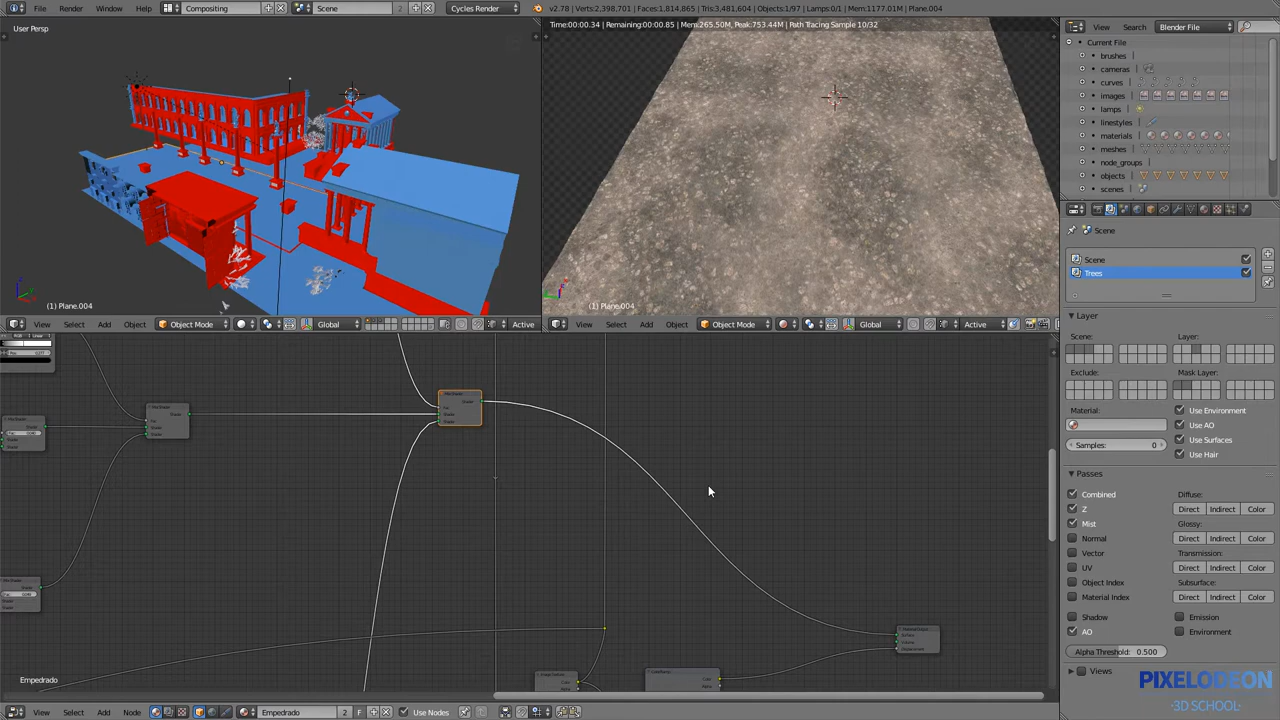 File Render Window Help Compositing Scene 2 Cycles Render v2.78 | Verts:2,398,701 | Faces:1,814,865 | Tris:3,481,604 | Objects:1/97 | Lamps:0/1 | Mem:1177.01M | Plane.004
User Persp
Time:00:00.34 | Remaining:00:00.85 | Mem:265.50M, Peak:753.44M | Path Tracing Sample 10/32
View Search Blender File
Current File
brushes
cameras
curves
images
lamps
linestyles
materials
meshes
node_groups
objects
scenes
(1) Plane.004
(1) Plane.004
View Select Add Object Object Mode Global Active
View Select Add Object Object Mode Global Active
Scene
Scene
Trees
Layer
Scene: Layer:
Exclude: Mask Layer:
Material: Use Environment
Use AO
Samples: 0 Use Surfaces
Use Hair
Passes
Combined Diffuse:
Z Direct Indirect Color
Mist Glossy:
Normal Direct Indirect Color
Vector Transmission:
UV Direct Indirect Color
Object Index Subsurface:
Material Index Direct Indirect Color
Shadow Emission
AO Environment
Alpha Threshold: 0.500
Views
Empedrado
View Select Add Node Empedrado 2 F Use Nodes
PIXELODEON
3D SCHOOL